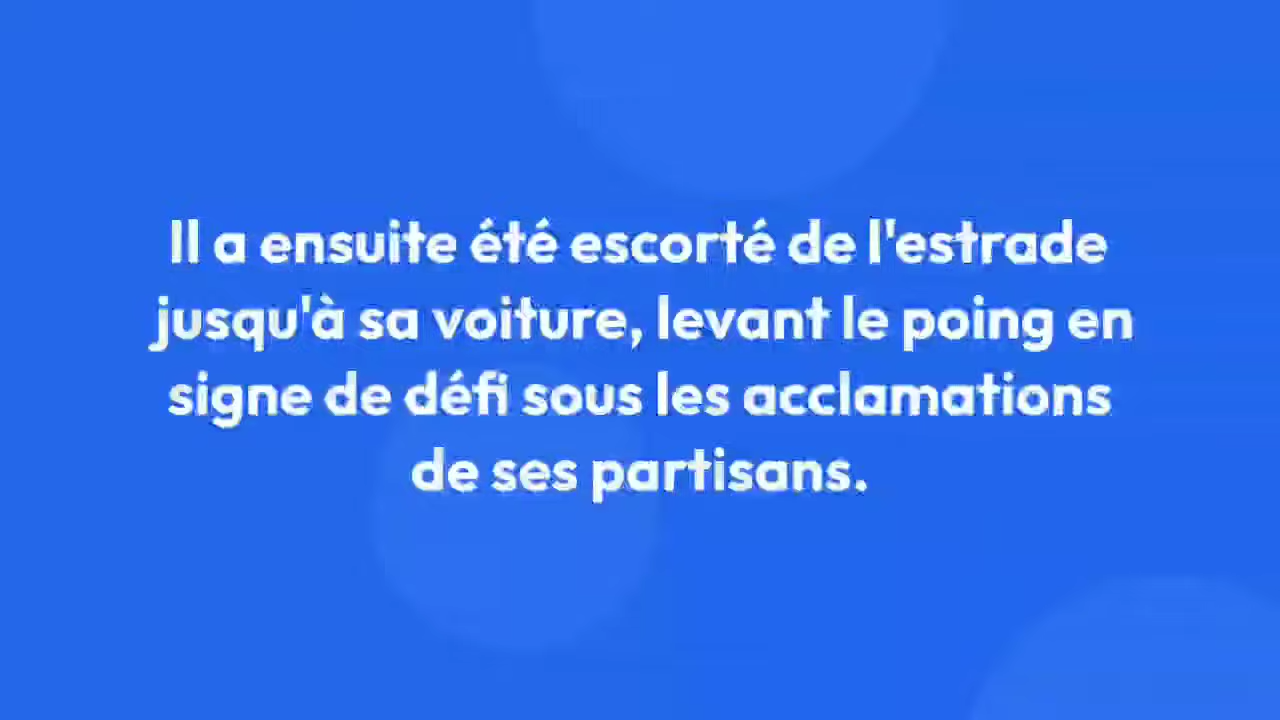 Il a ensuite été escorté de l'estrade
jusqu'à sa voiture, levant le poing en
signe de défi sous les acclamations
de ses partisans.